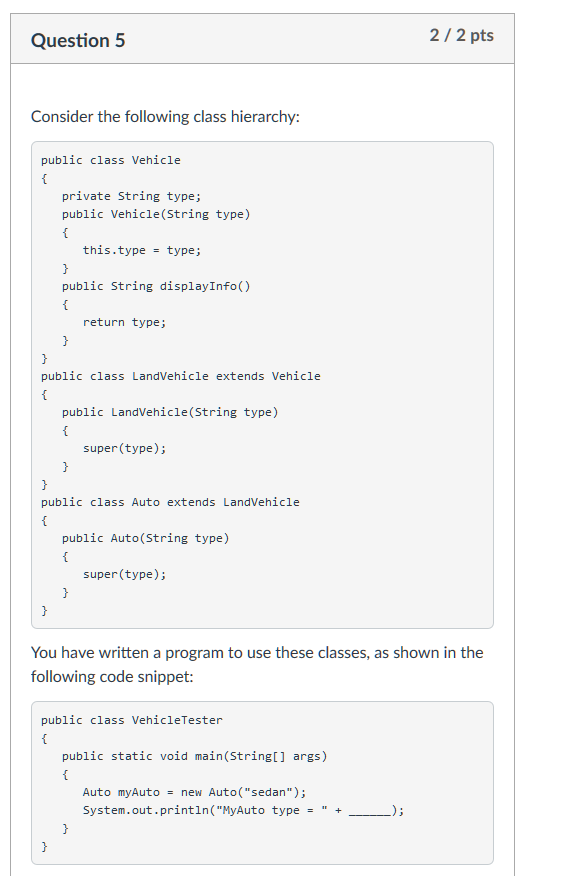 Question 5
2 / 2 pts
Consider the following class hierarchy:
public class Vehicle
{
   private String type;
   public Vehicle(String type)
   {
      this.type = type;
   }
   public String displayInfo()
   {
      return type;
   }
}
public class LandVehicle extends Vehicle
{
   public LandVehicle(String type)
   {
      super(type);
   }
}
public class Auto extends LandVehicle
{
   public Auto(String type)
   {
      super(type);
   }
}
You have written a program to use these classes, as shown in the
following code snippet:
public class VehicleTester
{
   public static void main(String[] args)
   {
      Auto myAuto = new Auto("sedan");
      System.out.println("MyAuto type = " + ______);
   }
}